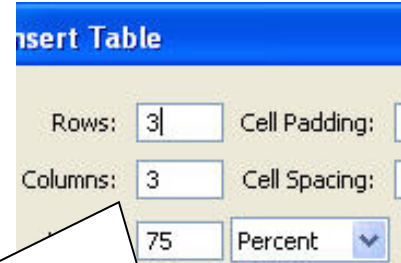 nsert Table
Rows: 3 Cell Padding:
Columns: 3 Cell Spacing:
75 Percent